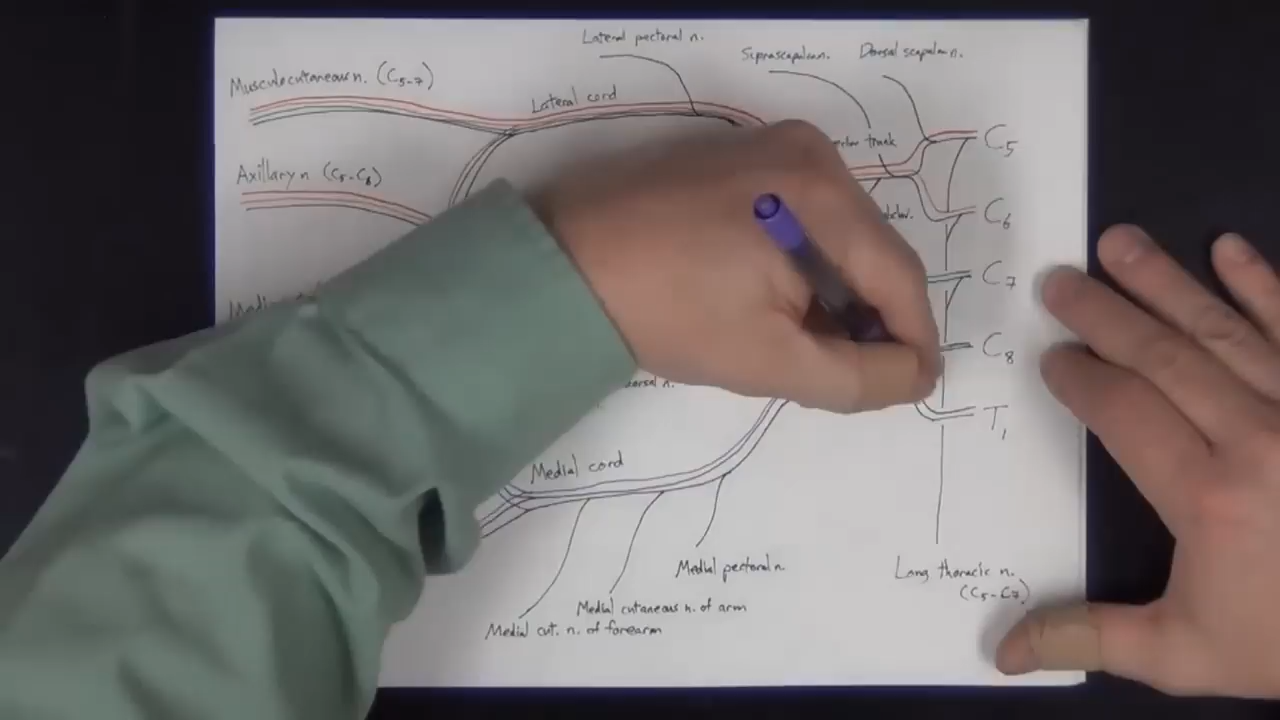 Lateral pectoral n.
Suprascapular n.
Dorsal scapular n.
Musculocutaneous n. (C5-7)
Lateral cord
trunk
C5
Axillary n (C5-C6)
C6
C7
C8
T1
Medial cord
Medial pectoral n.
Long thoracic n.
(C5-C7)
Medial cutaneous n. of arm
Medial cut. n. of forearm